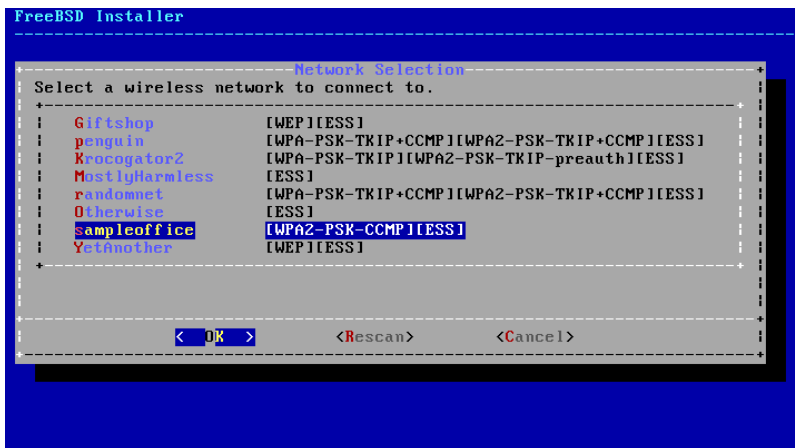 FreeBSD Installer
Network Selection
Select a wireless network to connect to.
Giftshop [WEP][ESS]
penguin [WPA-PSK-TKIP+CCMP][WPA2-PSK-TKIP+CCMP][ESS]
Krocogator2 [WPA-PSK-TKIP][WPA2-PSK-TKIP-preauth][ESS]
MostlyHarmless [ESS]
randomnet [WPA-PSK-TKIP+CCMP][WPA2-PSK-TKIP+CCMP][ESS]
Otherwise [ESS]
sampleoffice [WPA2-PSK-CCMP][ESS]
YetAnother [WEP][ESS]
< OK > <Rescan> <Cancel>